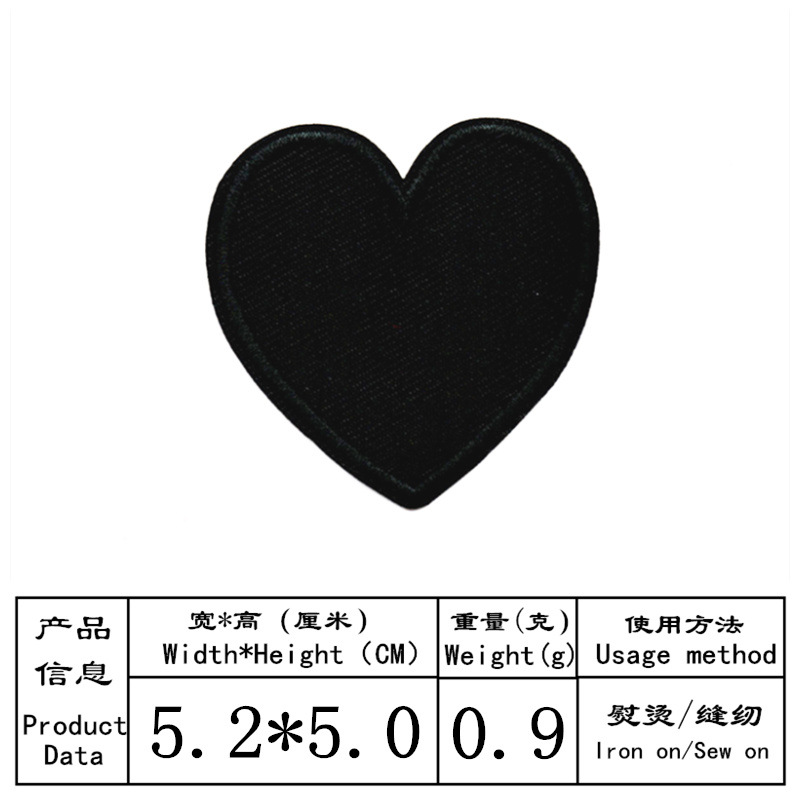 产品
信息
Product
Data
宽*高 (厘米)
Width*Height (CM)
重量(克)
Weight(g)
使用方法
Usage method
5.2*5.0
0.9
熨烫/缝纫
Iron on/Sew on